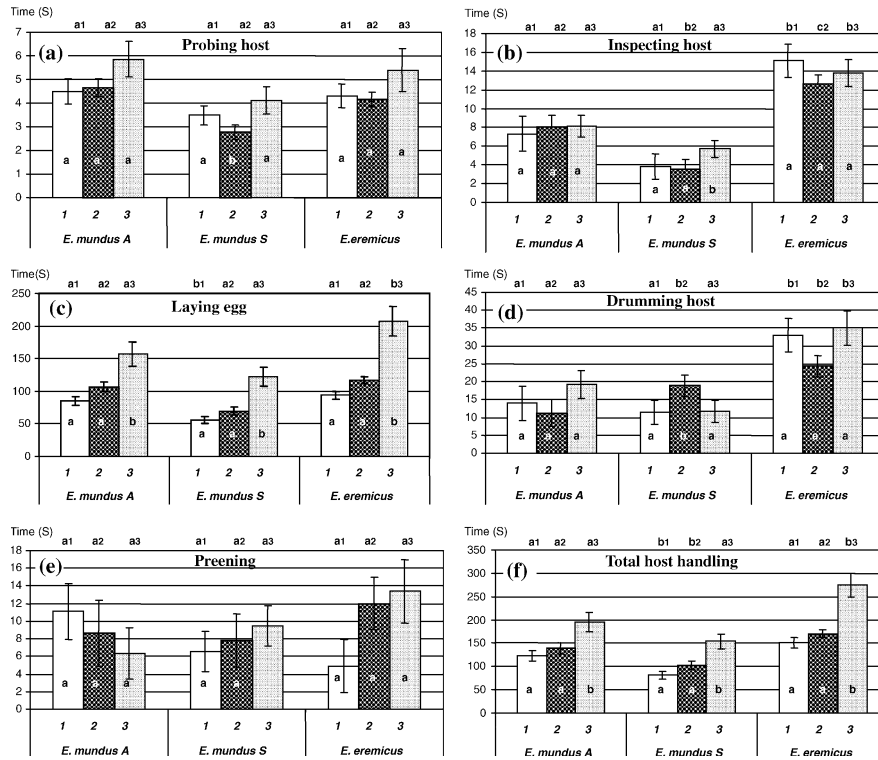 Time (S)
a1 a2 a3 a1 b2 a3 a1 a2 a3
(a) Probing host
7
6
5
4
3
2
1
0
a a a a b a a a a
1 2 3 1 2 3 1 2 3
E. mundus A E. mundus S E.eremicus
a1 a2 a3 a1 b2 a3 b1 c2 b3
(b) Inspecting host
18
16
14
12
10
8
6
4
2
0
a a a a a b a a a
1 2 3 1 2 3 1 2 3
E. mundus A E. mundus S E. eremicus
Time(S)
a1 a2 a3 b1 a2 a3 a1 a2 b3
(c) Laying egg
250
200
150
100
50
0
a a b a a b a a b
1 2 3 1 2 3 1 2 3
E. mundus A E. mundus S E. eremicus
Time (S)
a1 a2 a3 a1 b2 a3 b1 b2 b3
(d) Drumming host
45
40
35
30
25
20
15
10
5
0
a a a a b a a a a
1 2 3 1 2 3 1 2 3
E. mundus A E. mundus S E. eremicus
Time (S)
a1 a2 a3 a1 a2 a3 a1 a2 a3
(e) Preening
18
16
14
12
10
8
6
4
2
0
a a a a a a a a a
1 2 3 1 2 3 1 2 3
E. mundus A E. mundus S E. eremicus
Time (S)
a1 a2 a3 b1 b2 a3 a1 a2 b3
(f) Total host handling
350
300
250
200
150
100
50
0
a a b a a b a a b
1 2 3 1 2 3 1 2 3
E. mundus A E. mundus S E. eremicus